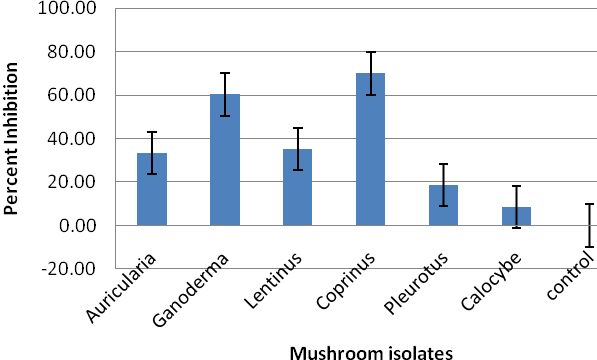 100.00
80.00
60.00
40.00
20.00
0.00
-20.00
Percent Inhibition
Auricularia
Ganoderma
Lentinus
Coprinus
Pleurotus
Calocybe
control
Mushroom isolates